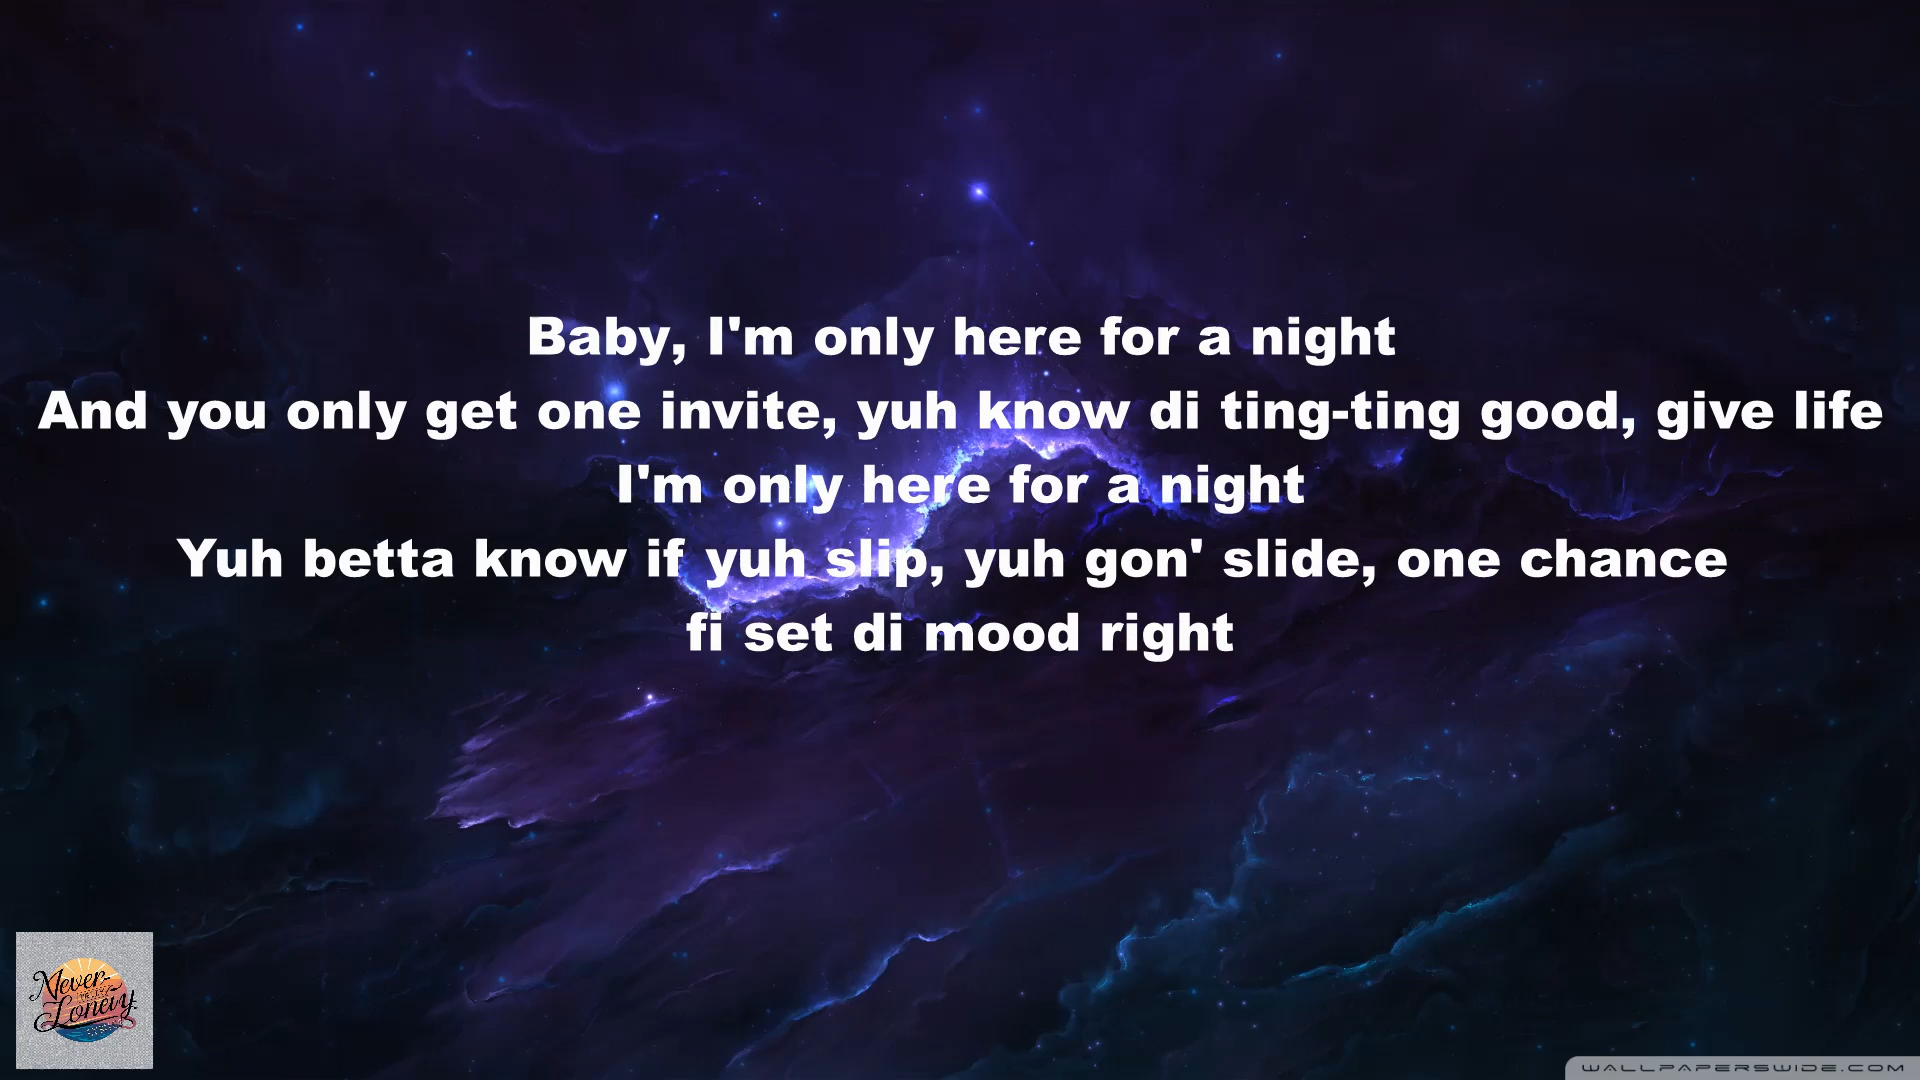 Baby, I'm only here for a night
And you only get one invite, yuh know di ting-ting good, give life
I'm only here for a night
Yuh betta know if yuh slip, yuh gon' slide, one chance
fi set di mood right
Never
WALLPAPERSWIDE.COM